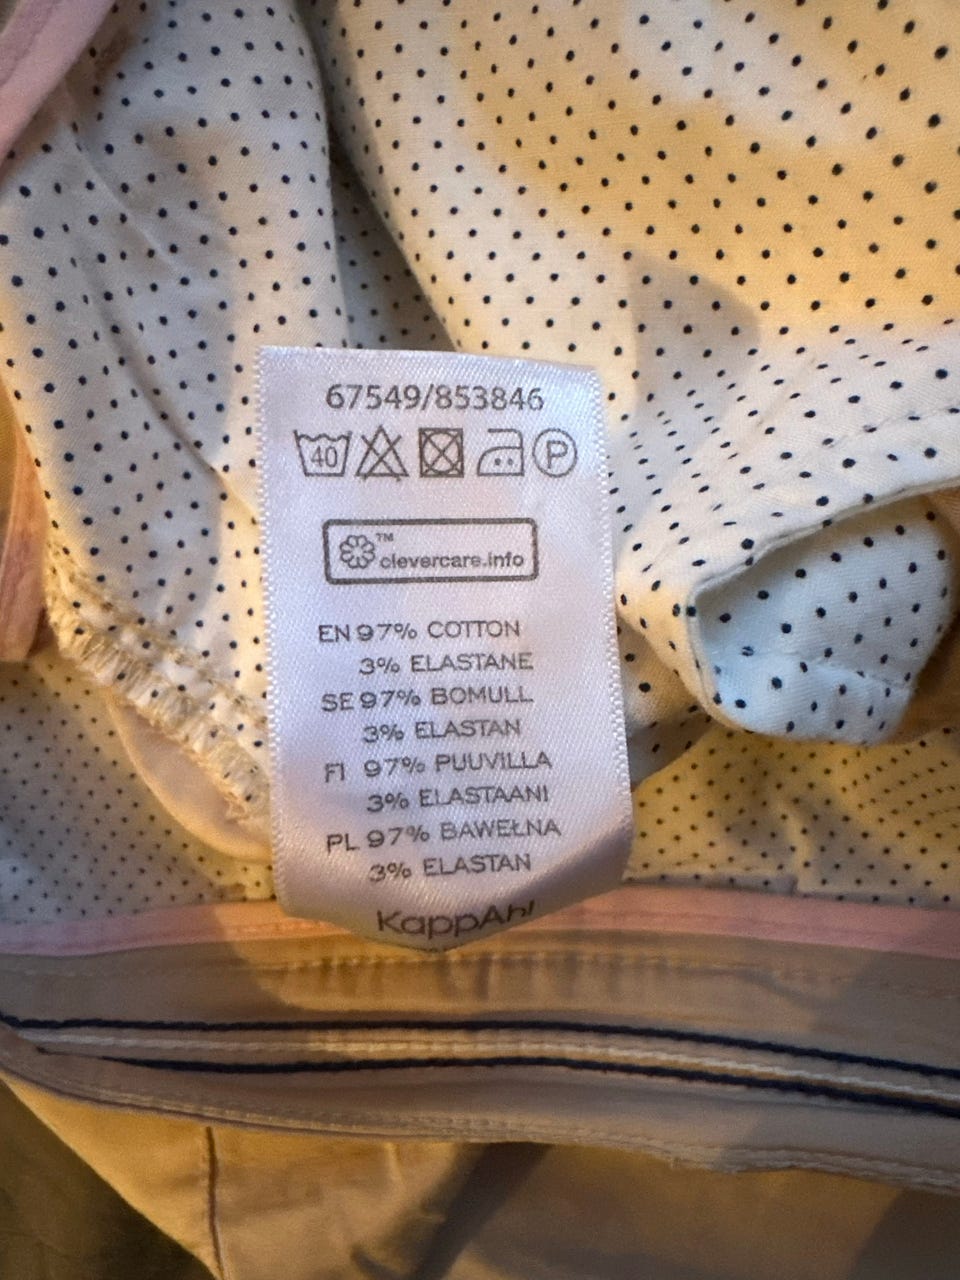 67549/853846
40 P
™
clevercare.info
EN 97% COTTON
3% ELASTANE
SE 97% BOMULL
3% ELASTAN
FI 97% PUUVILLA
3% ELASTAANI
PL 97% BAWEŁNA
3% ELASTAN
KappAhl